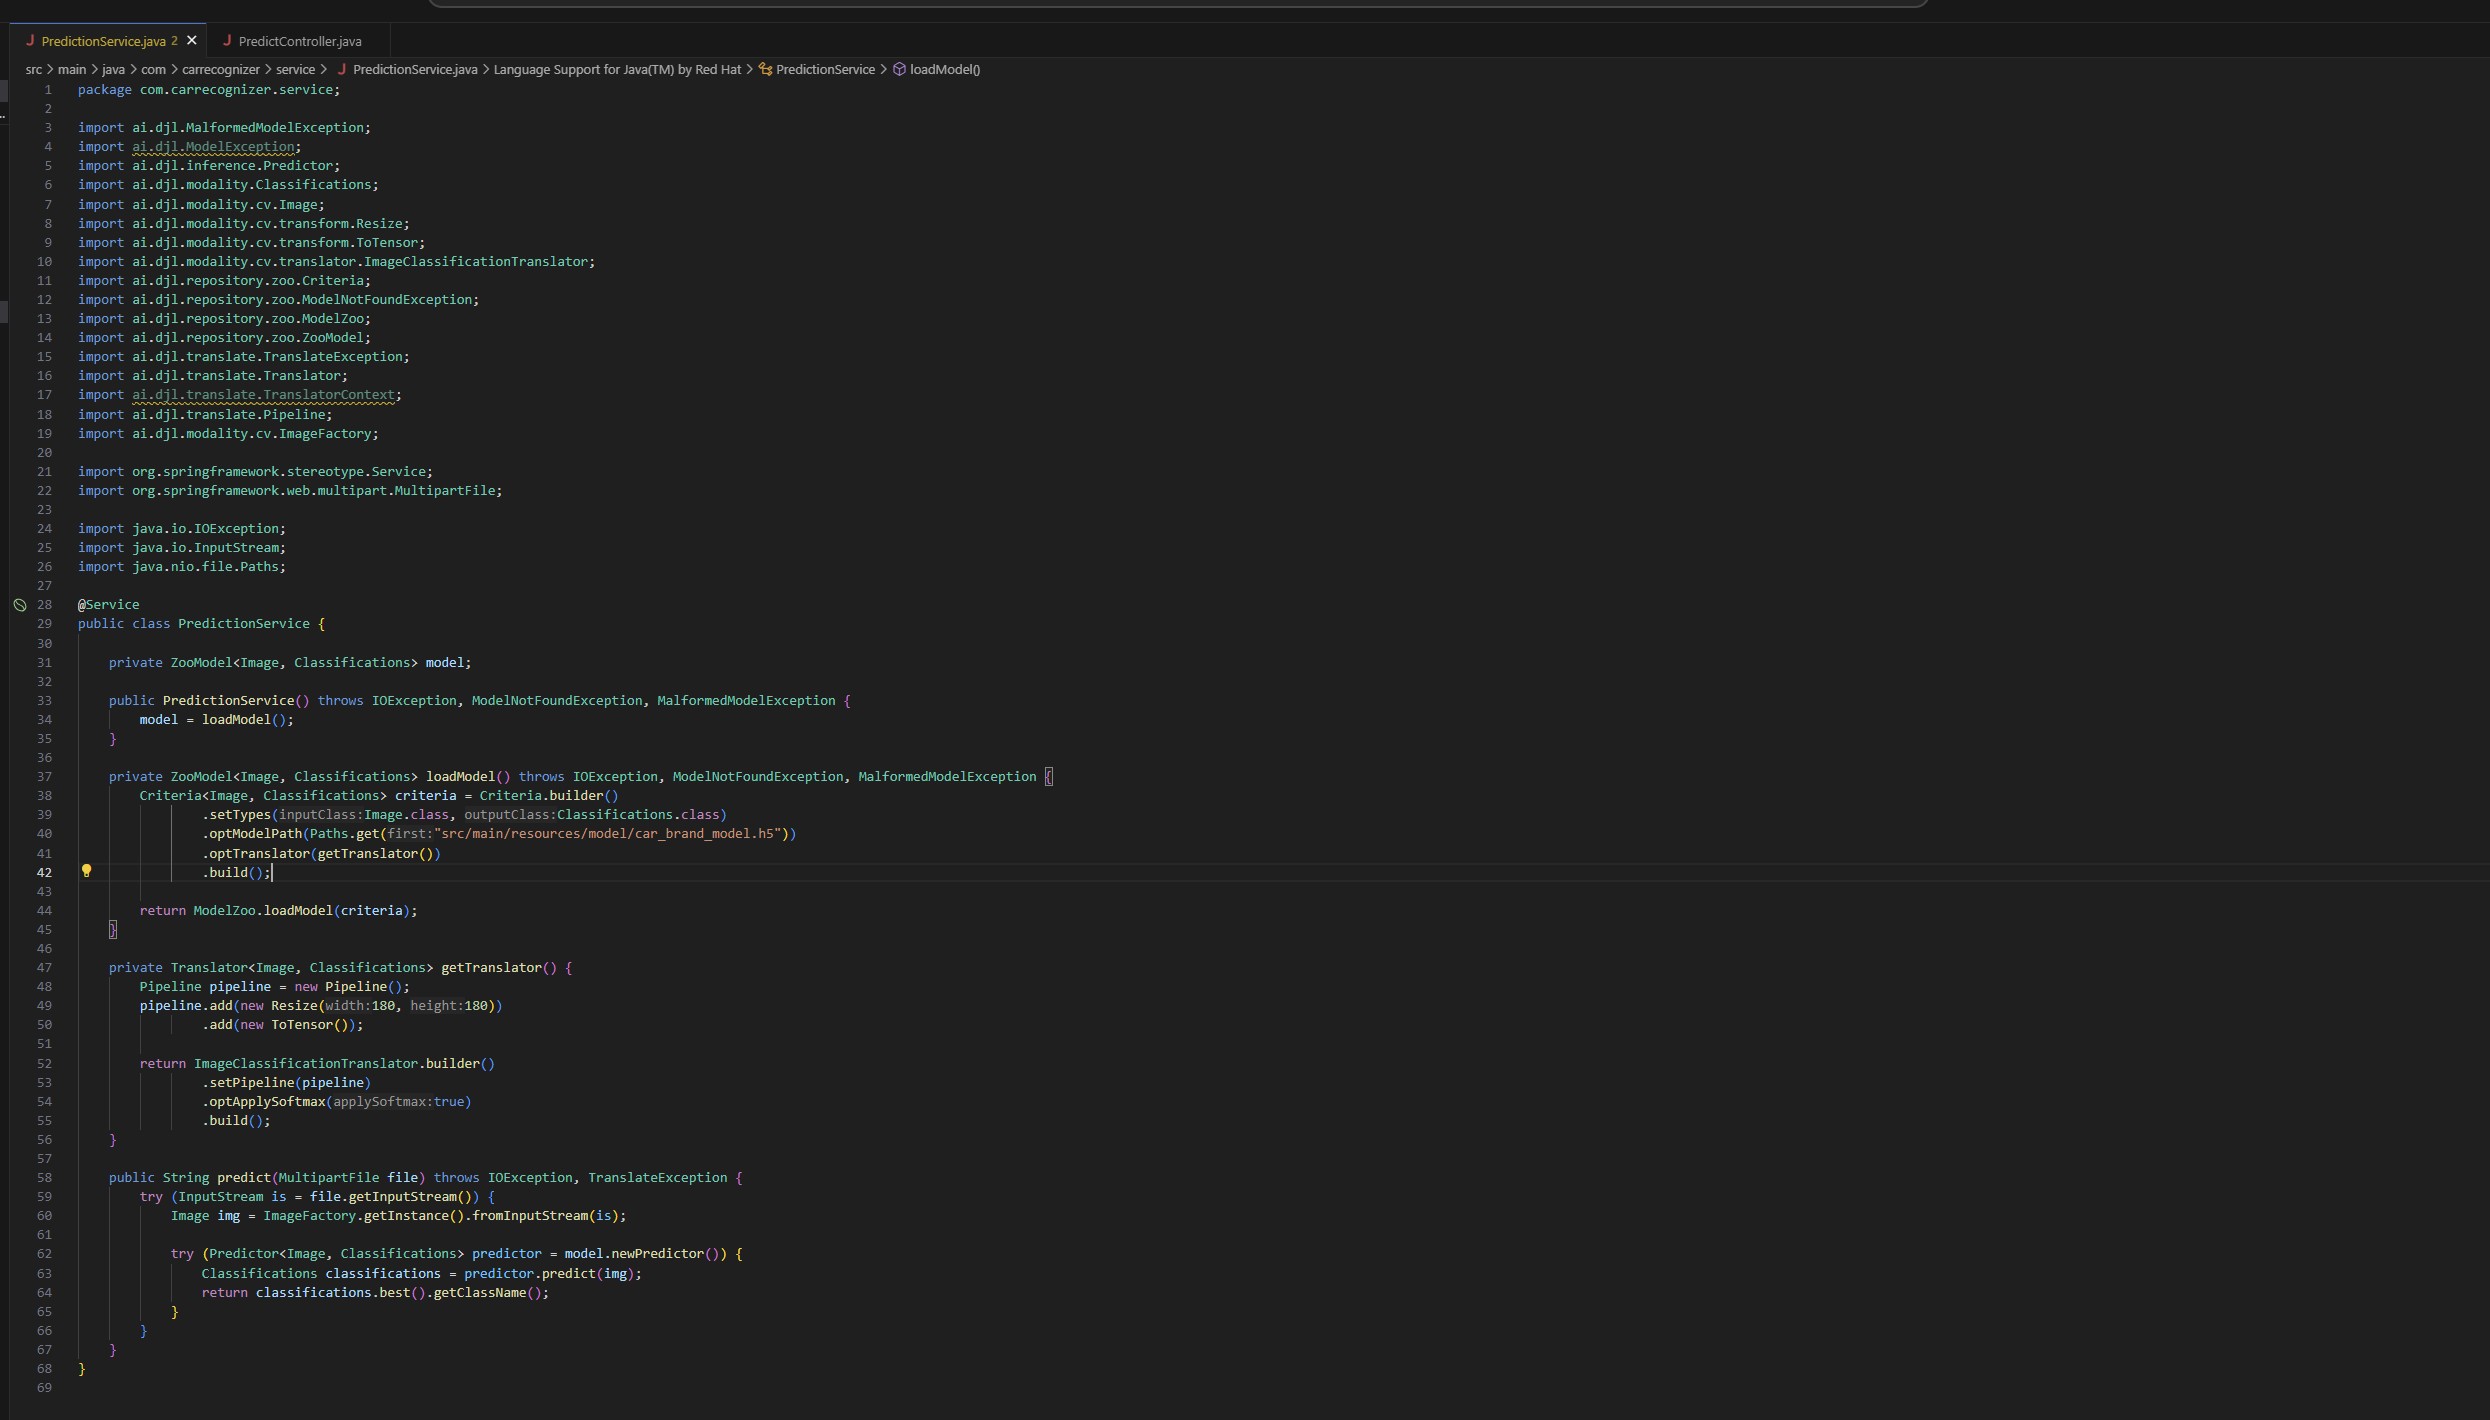 PredictionService.java 2 PredictController.java
src > main > java > com > carrecognizer > service > PredictionService.java > Language Support for Java(TM) by Red Hat > PredictionService > loadModel()
1 package com.carrecognizer.service;
2
3 import ai.djl.MalformedModelException;
4 import ai.djl.ModelException;
5 import ai.djl.inference.Predictor;
6 import ai.djl.modality.Classifications;
7 import ai.djl.modality.cv.Image;
8 import ai.djl.modality.cv.transform.Resize;
9 import ai.djl.modality.cv.transform.ToTensor;
10 import ai.djl.modality.cv.translator.ImageClassificationTranslator;
11 import ai.djl.repository.zoo.Criteria;
12 import ai.djl.repository.zoo.ModelNotFoundException;
13 import ai.djl.repository.zoo.ModelZoo;
14 import ai.djl.repository.zoo.ZooModel;
15 import ai.djl.translate.TranslateException;
16 import ai.djl.translate.Translator;
17 import ai.djl.translate.TranslatorContext;
18 import ai.djl.translate.Pipeline;
19 import ai.djl.modality.cv.ImageFactory;
20
21 import org.springframework.stereotype.Service;
22 import org.springframework.web.multipart.MultipartFile;
23
24 import java.io.IOException;
25 import java.io.InputStream;
26 import java.nio.file.Paths;
27
28 @Service
29 public class PredictionService {
30
31     private ZooModel<Image, Classifications> model;
32
33     public PredictionService() throws IOException, ModelNotFoundException, MalformedModelException {
34         model = loadModel();
35     }
36
37     private ZooModel<Image, Classifications> loadModel() throws IOException, ModelNotFoundException, MalformedModelException {
38         Criteria<Image, Classifications> criteria = Criteria.builder()
39                 .setTypes(inputClass:Image.class, outputClass:Classifications.class)
40                 .optModelPath(Paths.get(first:"src/main/resources/model/car_brand_model.h5"))
41                 .optTranslator(getTranslator())
42                 .build();
43
44         return ModelZoo.loadModel(criteria);
45     }
46
47     private Translator<Image, Classifications> getTranslator() {
48         Pipeline pipeline = new Pipeline();
49         pipeline.add(new Resize(width:180, height:180))
50                 .add(new ToTensor());
51
52         return ImageClassificationTranslator.builder()
53                 .setPipeline(pipeline)
54                 .optApplySoftmax(applySoftmax:true)
55                 .build();
56     }
57
58     public String predict(MultipartFile file) throws IOException, TranslateException {
59         try (InputStream is = file.getInputStream()) {
60             Image img = ImageFactory.getInstance().fromInputStream(is);
61
62             try (Predictor<Image, Classifications> predictor = model.newPredictor()) {
63                 Classifications classifications = predictor.predict(img);
64                 return classifications.best().getClassName();
65             }
66         }
67     }
68 }
69